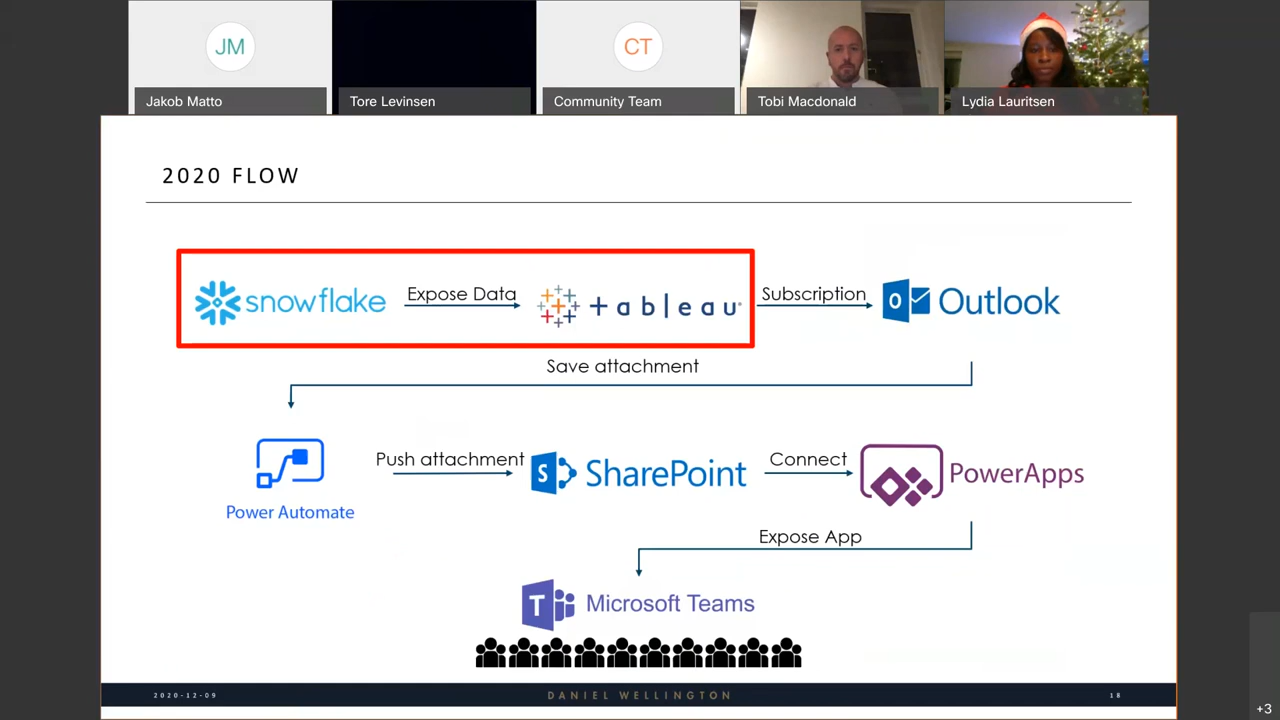 JM
CT
Jakob Matto
Tore Levinsen
Community Team
Tobi Macdonald
Lydia Lauritsen
2020 FLOW
snowflake
Expose Data
+ a b l e a u
Subscription
Outlook
Save attachment
Power Automate
Push attachment
SharePoint
Connect
PowerApps
Expose App
Microsoft Teams
2020-12-09
DANIEL WELLINGTON
18
+3